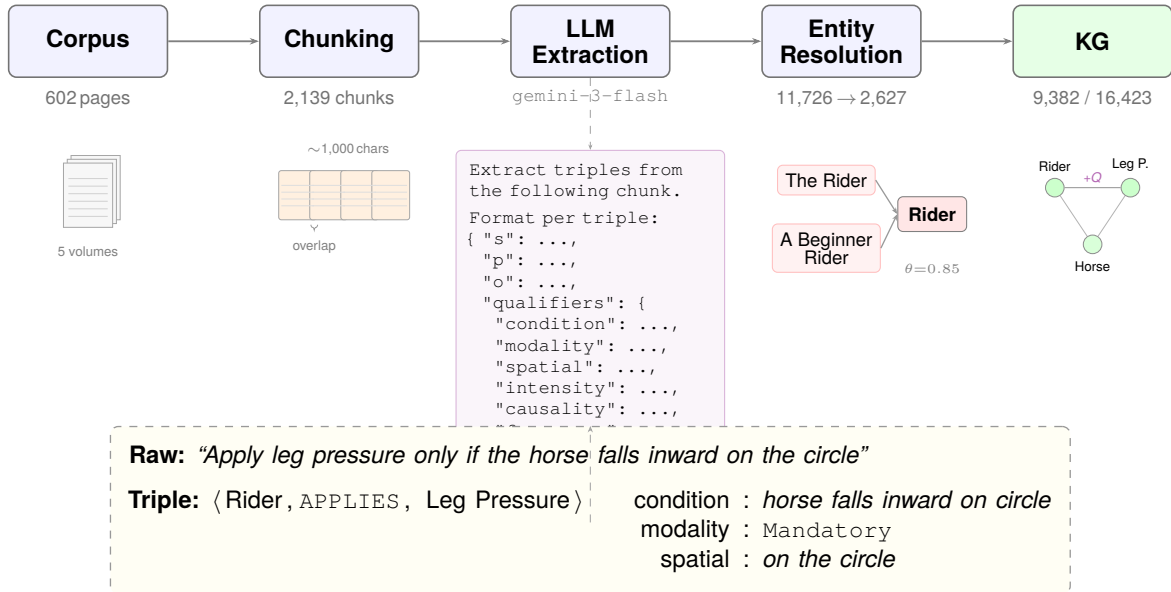 Corpus
Chunking
LLM
Extraction
Entity
Resolution
KG
602 pages
2,139 chunks
gemini-3-flash
11,726 → 2,627
9,382 / 16,423
5 volumes
~1,000 chars
overlap
Extract triples from
the following chunk.
Format per triple:
{ "s": ...,
"p": ...,
"o": ...,
"qualifiers": {
"condition": ...,
"modality": ...,
"spatial": ...,
"intensity": ...,
"causality": ...,
The Rider
A Beginner
Rider
Rider
θ=0.85
Rider
+Q
Leg P.
Horse
Raw: “Apply leg pressure only if the horse falls inward on the circle”
Triple: ⟨Rider, APPLIES, Leg Pressure⟩
condition : horse falls inward on circle
modality : Mandatory
spatial : on the circle